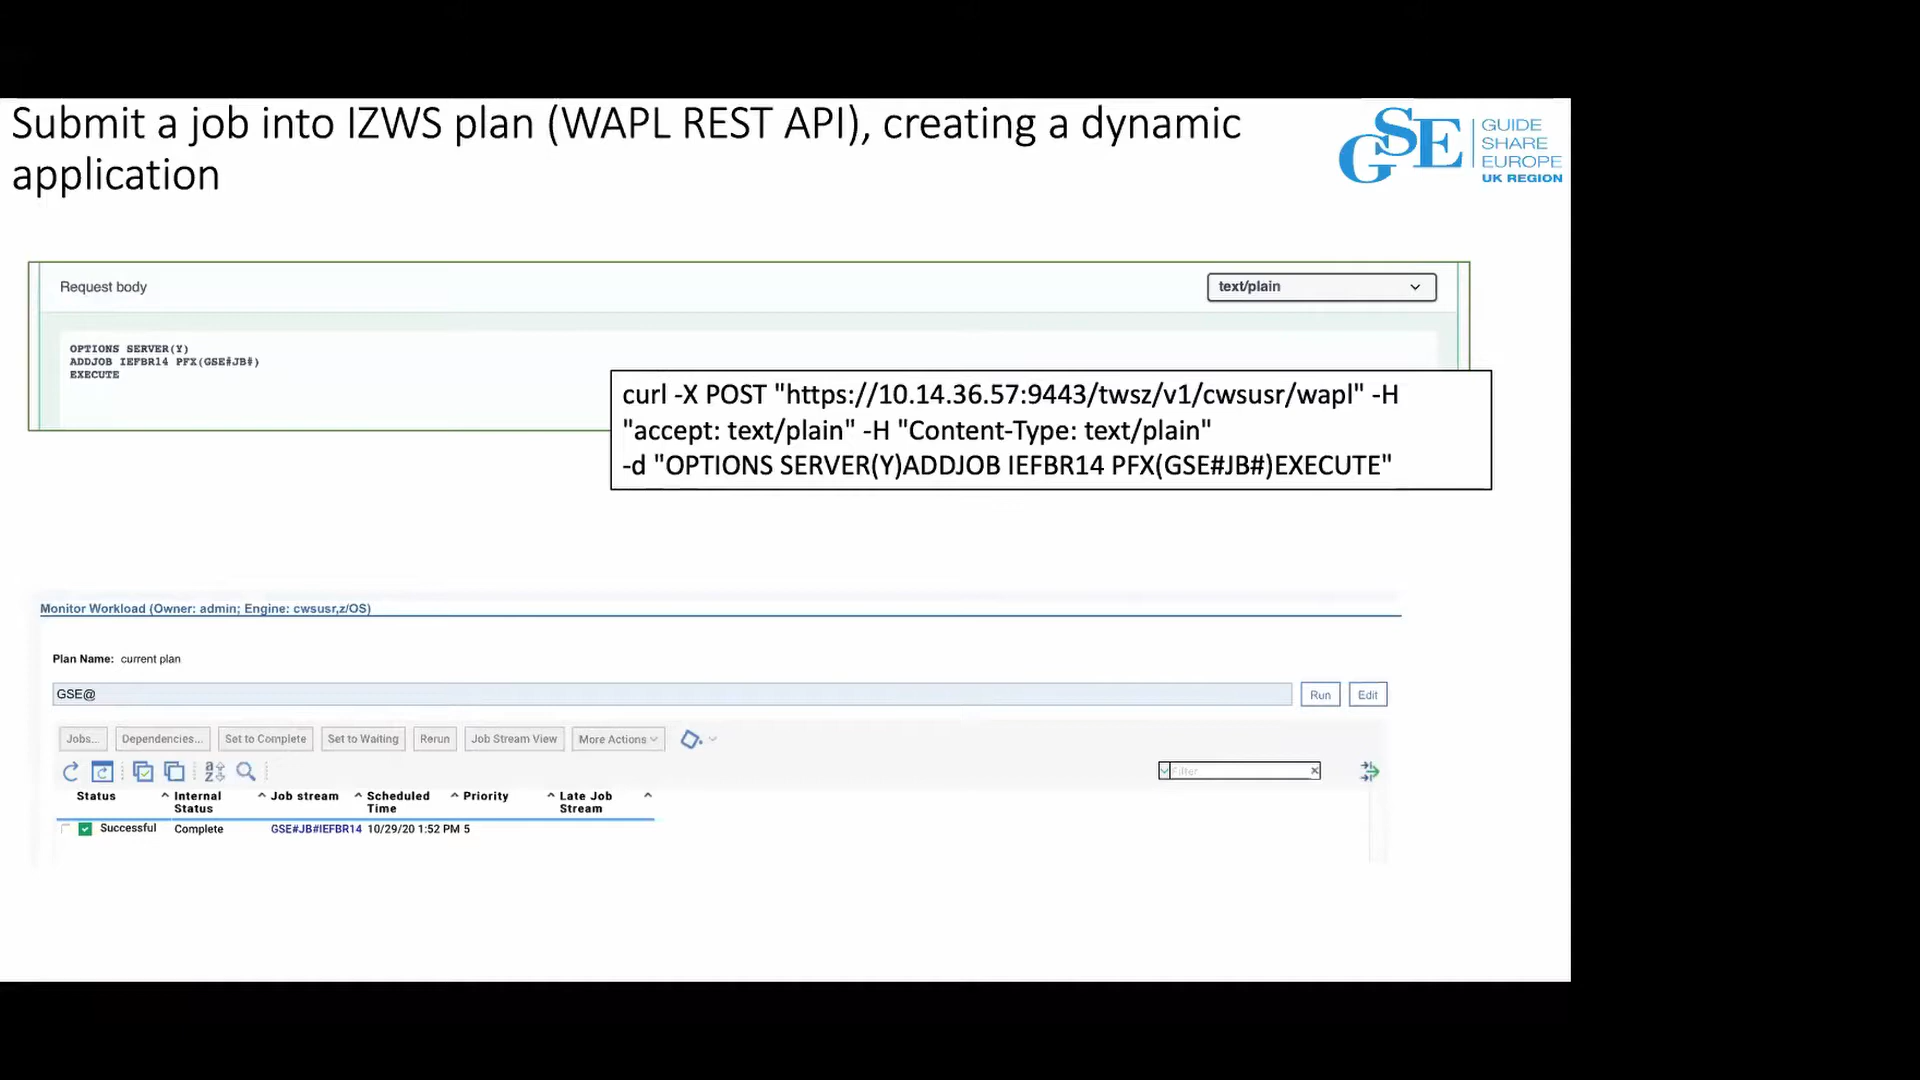 Submit a job into IZWS plan (WAPL REST API), creating a dynamic
application
GSE
GUIDE
SHARE
EUROPE
UK REGION
Request body
text/plain
OPTIONS SERVER(Y)
ADDJOB IEFBR14 PFX(GSE#JB#)
EXECUTE
curl -X POST "https://10.14.36.57:9443/twsz/v1/cwsusr/wapl" -H
"accept: text/plain" -H "Content-Type: text/plain"
-d "OPTIONS SERVER(Y)ADDJOB IEFBR14 PFX(GSE#JB#)EXECUTE"
Monitor Workload (Owner: admin; Engine: cwsusr,z/OS)
Plan Name: current plan
GSE@
Run
Edit
Jobs...
Dependencies...
Set to Complete
Set to Waiting
Rerun
Job Stream View
More Actions
Filter
Status
Internal
Status
Job stream
Scheduled
Time
Priority
Late Job
Stream
Successful
Complete
GSE#JB#IEFBR14
10/29/20 1:52 PM
5